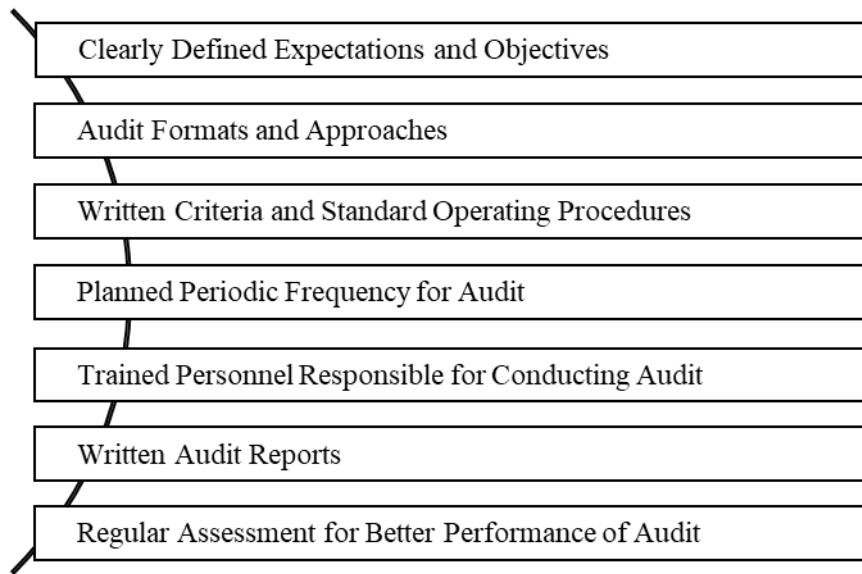 Clearly Defined Expectations and Objectives
Audit Formats and Approaches
Written Criteria and Standard Operating Procedures
Planned Periodic Frequency for Audit
Trained Personnel Responsible for Conducting Audit
Written Audit Reports
Regular Assessment for Better Performance of Audit